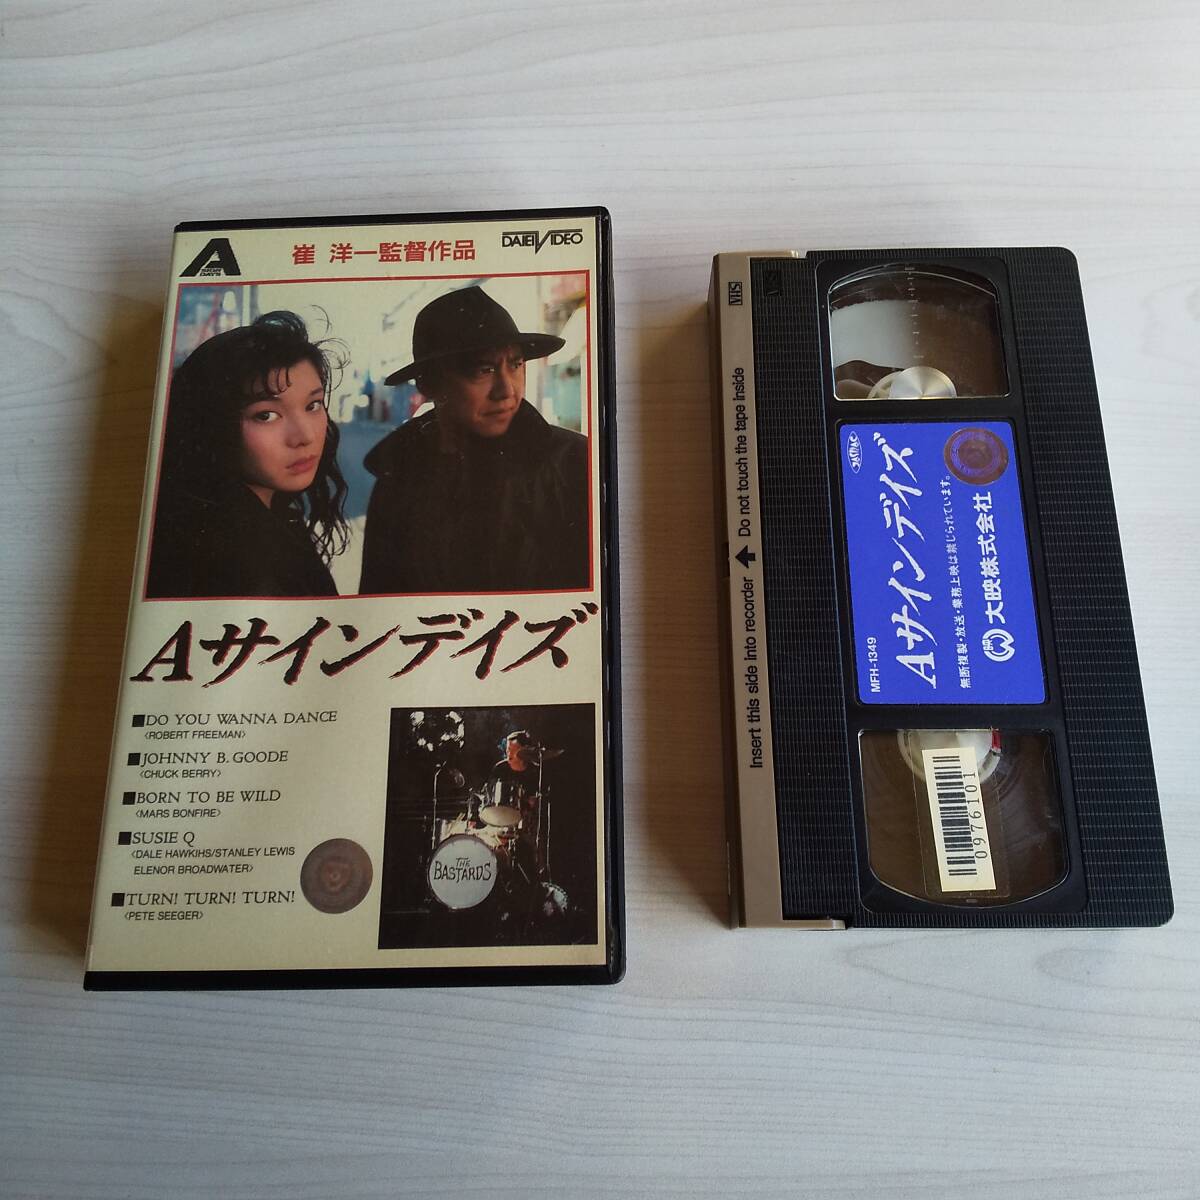 A
SIGN
DAYS
崔 洋一監督作品
DAIEI VIDEO
Aサインデイズ
■DO YOU WANNA DANCE
〈ROBERT FREEMAN〉
■JOHNNY B. GOODE
〈CHUCK BERRY〉
■BORN TO BE WILD
〈MARS BONFIRE〉
■SUSIE Q
〈DALE HAWKIHS/STANLEY LEWIS
ELENOR BROADWATER〉
■TURN! TURN! TURN!
〈PETE SEEGER〉
THE
BASTARDS
VHS
Insert this side into recorder ▲ Do not touch the tape inside
VHS
JASRAC
MFH-1349
Aサインデイズ
無断複製・放送・業務上映は禁じられています。
大映株式会社
0976101